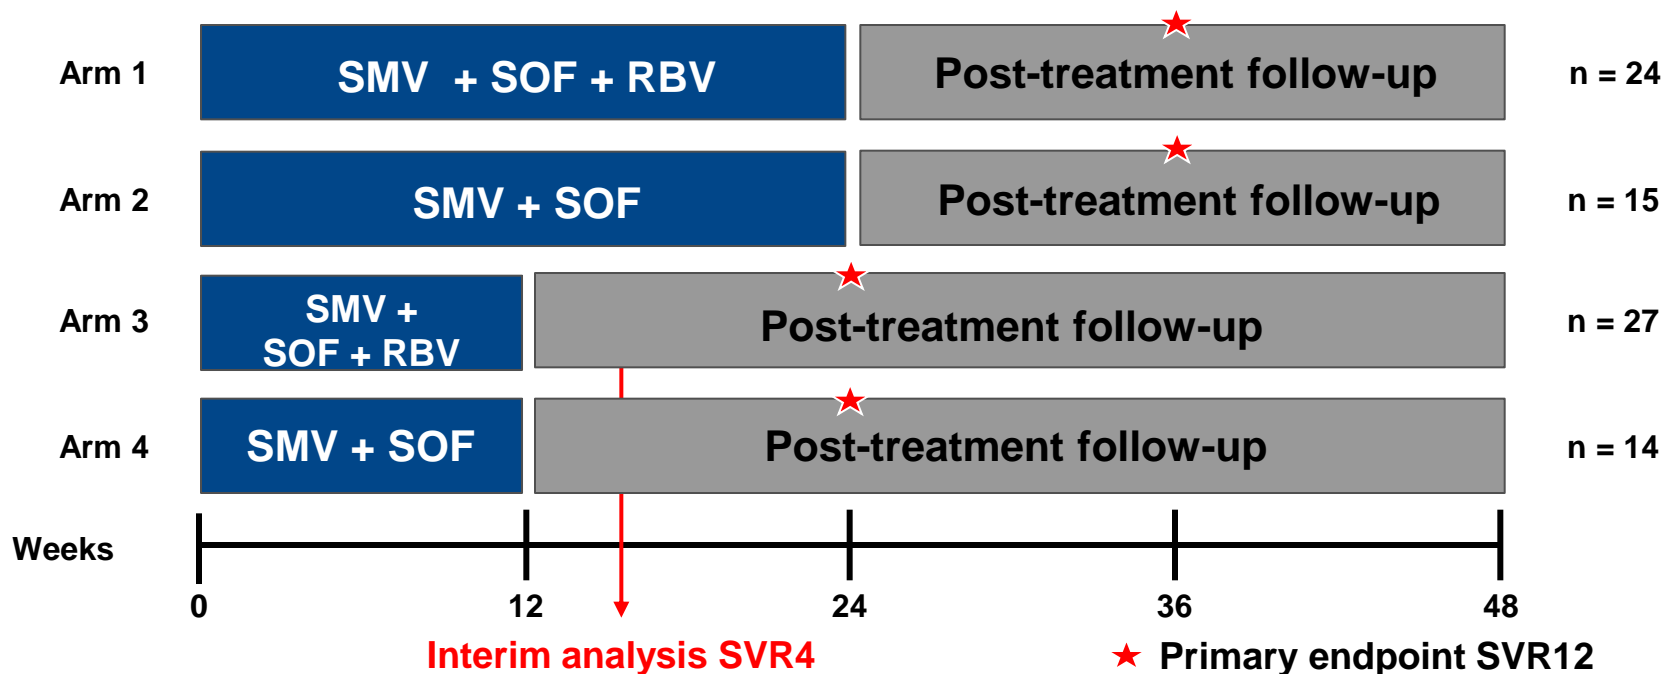 Arm 1
SMV + SOF + RBV
Post-treatment follow-up
n = 24
Arm 2
SMV + SOF
Post-treatment follow-up
n = 15
Arm 3
SMV +
SOF + RBV
Post-treatment follow-up
n = 27
Arm 4
SMV + SOF
Post-treatment follow-up
n = 14
Weeks
0 12 24 36 48
Interim analysis SVR4
Primary endpoint SVR12